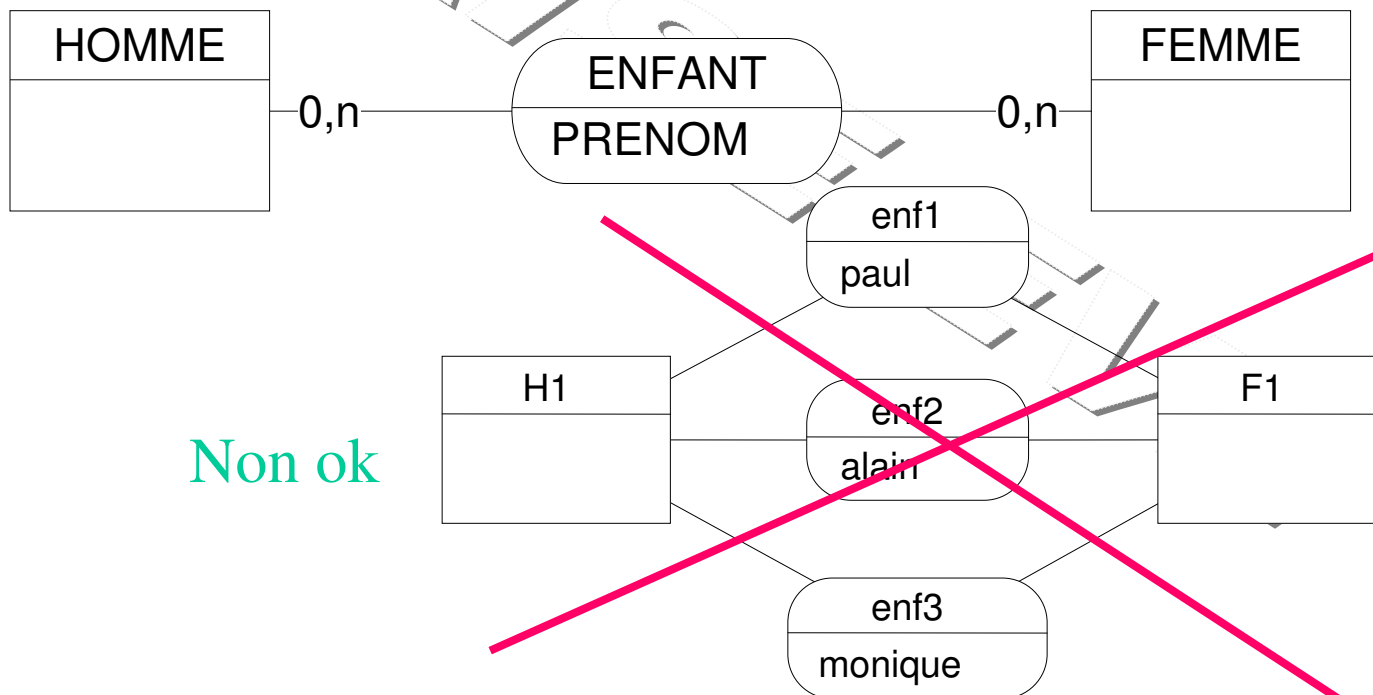 HOMME
FEMME
ENFANT
0,n
0,n
PRENOM
enf1
paul
H1
F1
enf2
Non ok
alain
enf3
monique